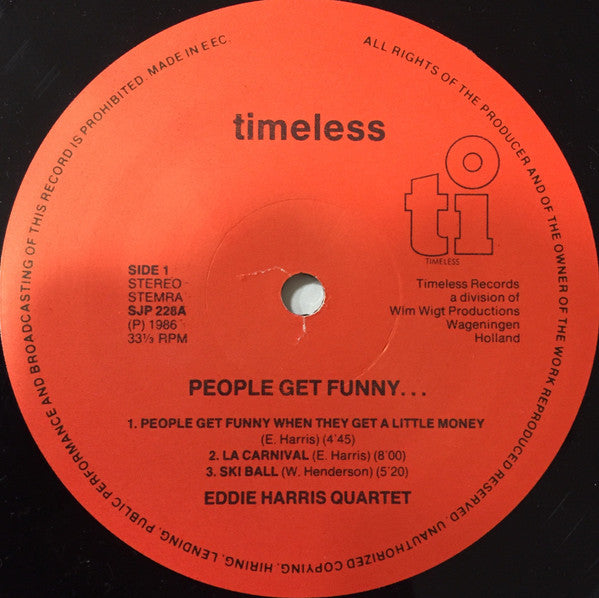 timeless
ti
TIMELESS
SIDE 1
STEREO
STEMRA
SJP 228A
(P) 1986
33⅓ RPM
Timeless Records
a division of
Wim Wigt Productions
Wageningen
Holland
PEOPLE GET FUNNY...
1. PEOPLE GET FUNNY WHEN THEY GET A LITTLE MONEY
(E. Harris) (4'45)
2. LA CARNIVAL (E. Harris) (8'00)
3. SKI BALL (W. Henderson) (5'20)
EDDIE HARRIS QUARTET
ALL RIGHTS OF THE PRODUCER AND OF THE OWNER OF THE WORK REPRODUCED RESERVED. UNAUTHORIZED COPYING, HIRING, LENDING, PUBLIC PERFORMANCE AND BROADCASTING OF THIS RECORD IS PROHIBITED. MADE IN EEC.